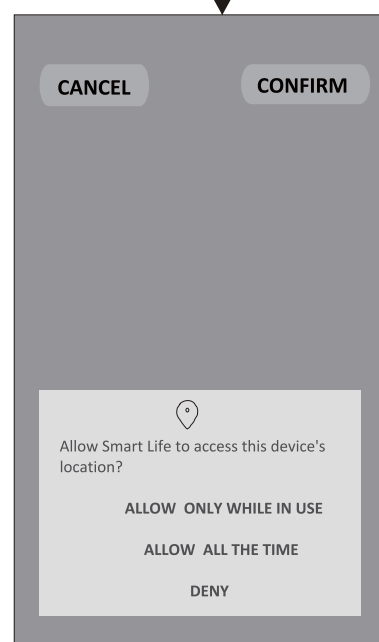 CANCEL
CONFIRM
Allow Smart Life to access this device's
location?
ALLOW ONLY WHILE IN USE
ALLOW ALL THE TIME
DENY